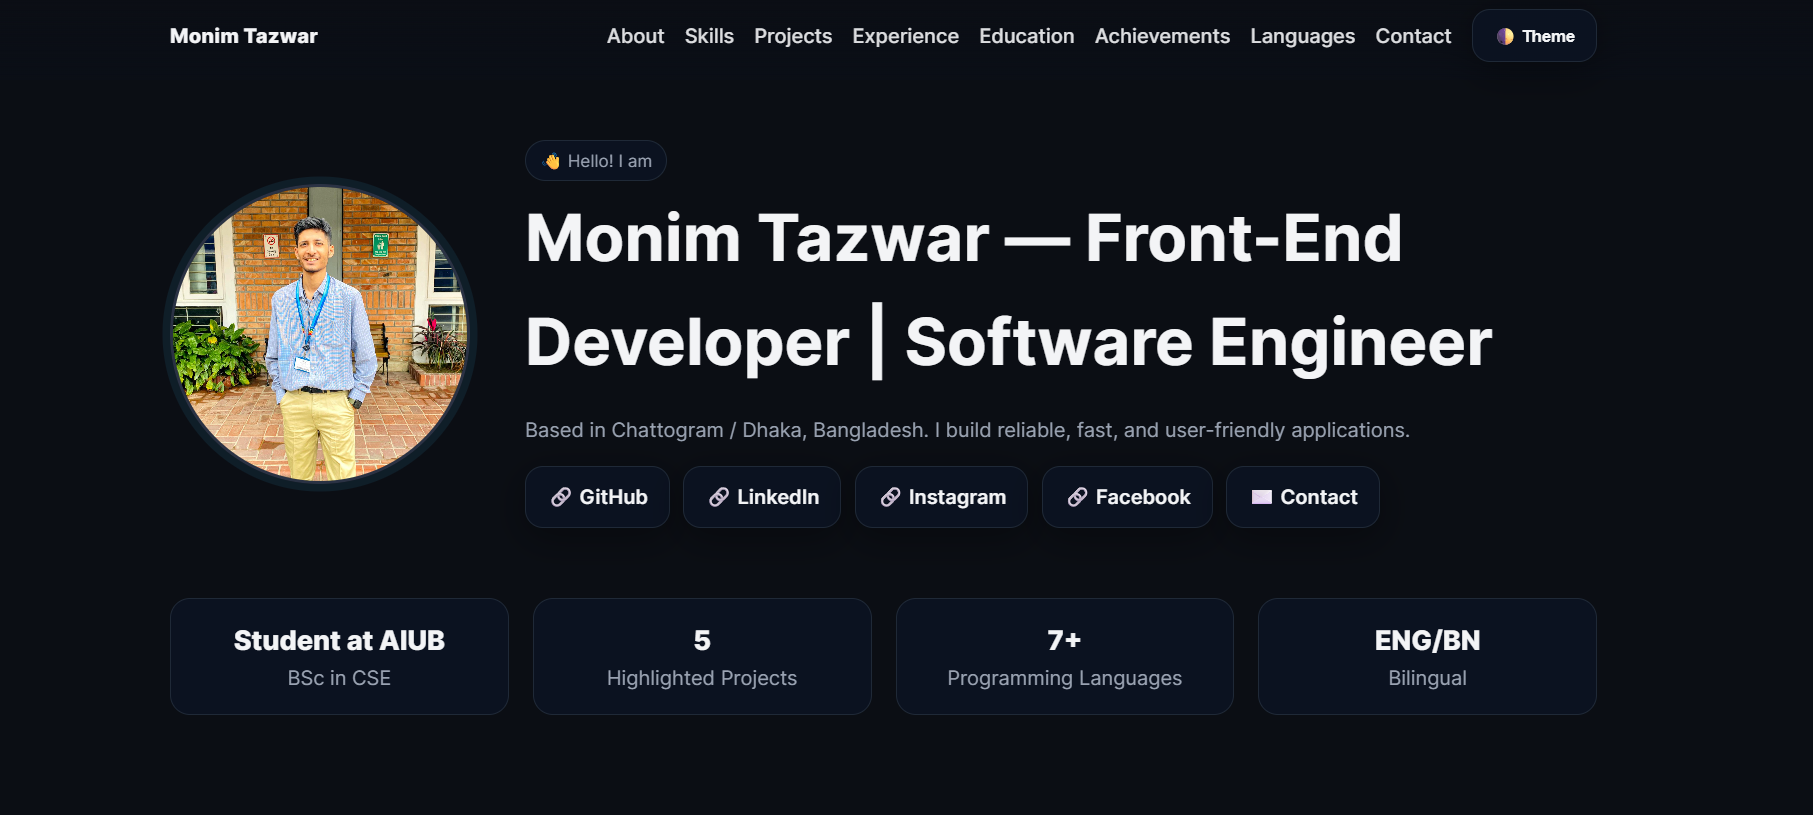 Monim Tazwar
About Skills Projects Experience Education Achievements Languages Contact Theme
Hello! I am
Monim Tazwar — Front-End
Developer | Software Engineer
Based in Chattogram / Dhaka, Bangladesh. I build reliable, fast, and user-friendly applications.
GitHub LinkedIn Instagram Facebook Contact
Student at AIUB
BSc in CSE
5
Highlighted Projects
7+
Programming Languages
ENG/BN
Bilingual